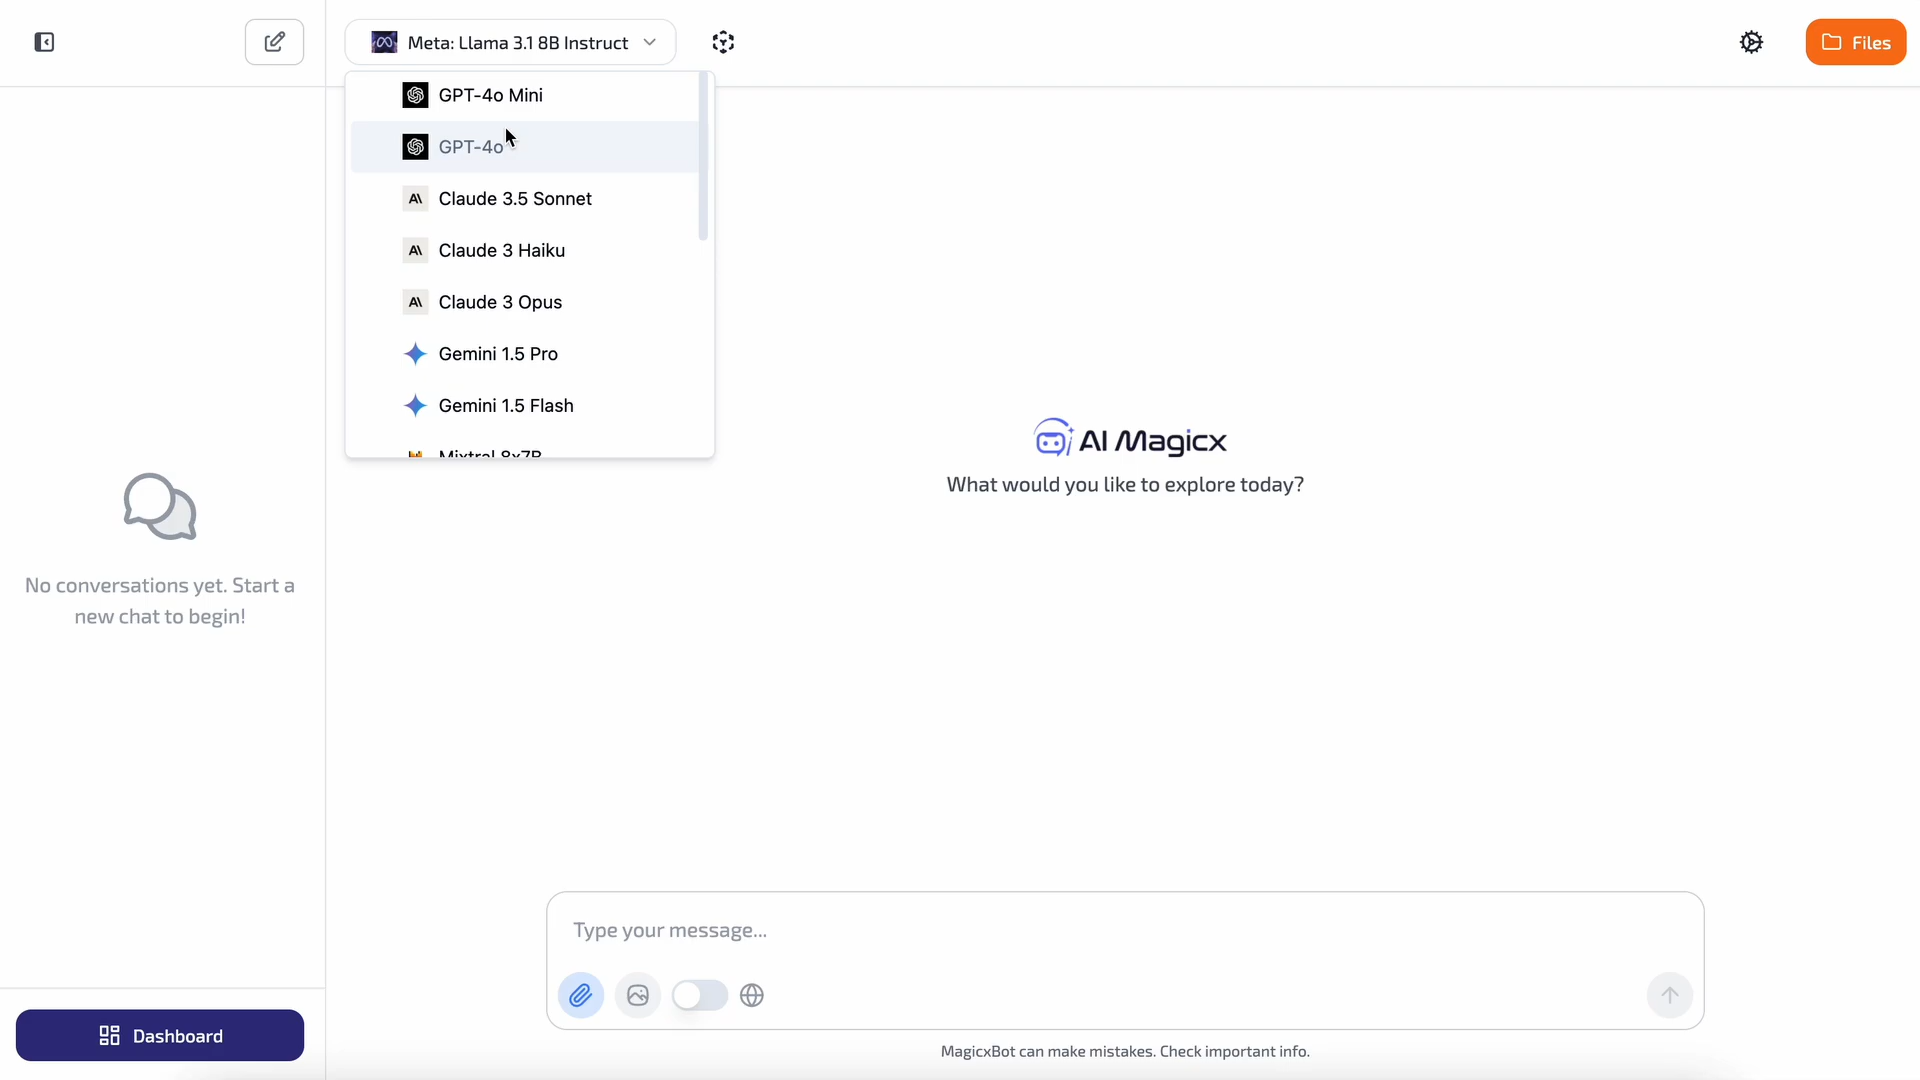 Meta: Llama 3.1 8B Instruct
Files
GPT-4o Mini
GPT-4o
Claude 3.5 Sonnet
Claude 3 Haiku
Claude 3 Opus
Gemini 1.5 Pro
Gemini 1.5 Flash
Mixtral 8x7B
AI Magicx
What would you like to explore today?
No conversations yet. Start a
new chat to begin!
Type your message...
Dashboard
MagicxBot can make mistakes. Check important info.